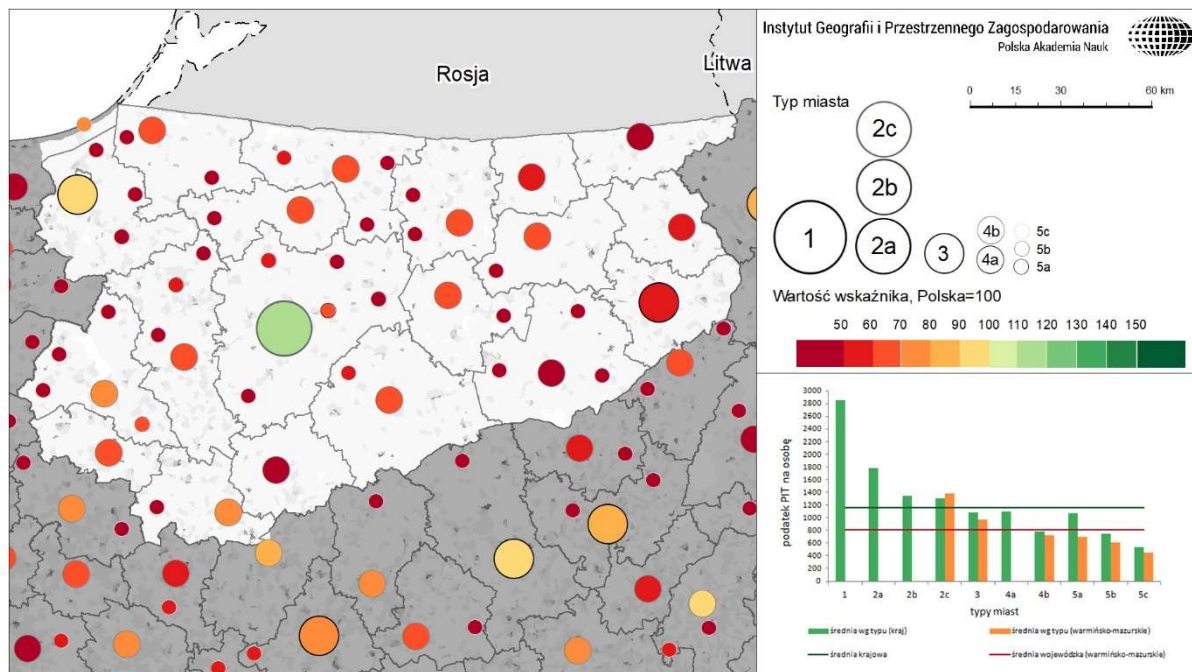 Rosja
Litwa
Instytut Geografii i Przestrzennego Zagospodarowania
Polska Akademia Nauk
Typ miasta
0 15 30 60 km
2c
2b
1
2a
3
4b
4a
5c
5b
5a
Wartość wskaźnika, Polska=100
50 60 70 80 90 100 110 120 130 140 150
podatek PIT na osobę
3000
2800
2600
2400
2200
2000
1800
1600
1400
1200
1000
800
600
400
200
0
1 2a 2b 2c 3 4a 4b 5a 5b 5c
typy miast
średnia wg typu (kraj)
średnia wg typu (warmińsko-mazurskie)
średnia krajowa
średnia wojewódzka (warmińsko-mazurskie)